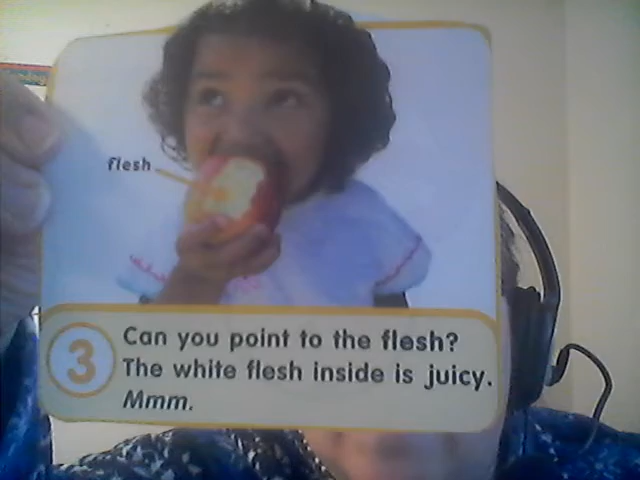 flesh
3
Can you point to the flesh?
The white flesh inside is juicy.
Mmm.